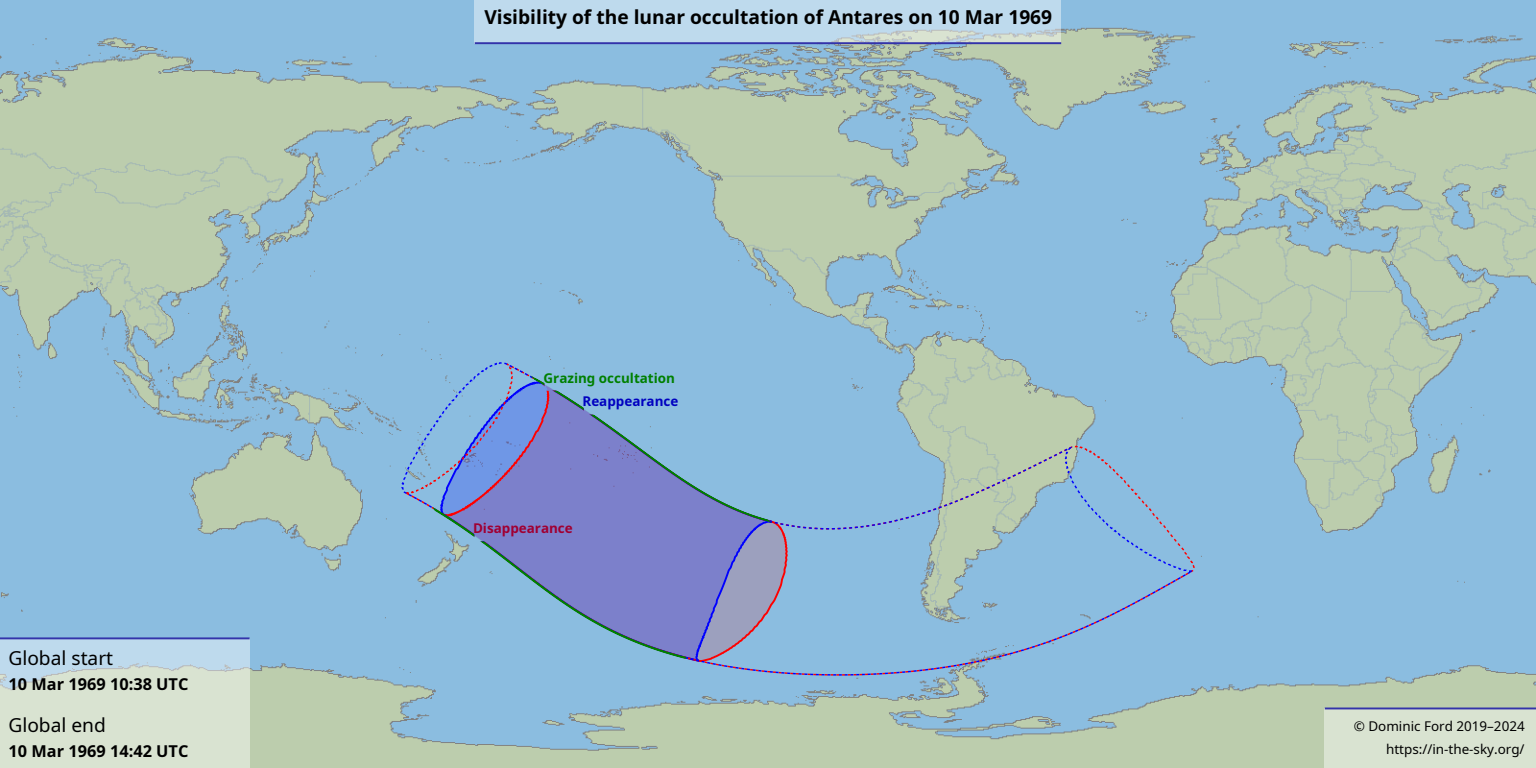 Visibility of the lunar occultation of Antares on 10 Mar 1969
Grazing occultation
Reappearance
Disappearance
Global start
10 Mar 1969 10:38 UTC
Global end
10 Mar 1969 14:42 UTC
© Dominic Ford 2019–2024
https://in-the-sky.org/